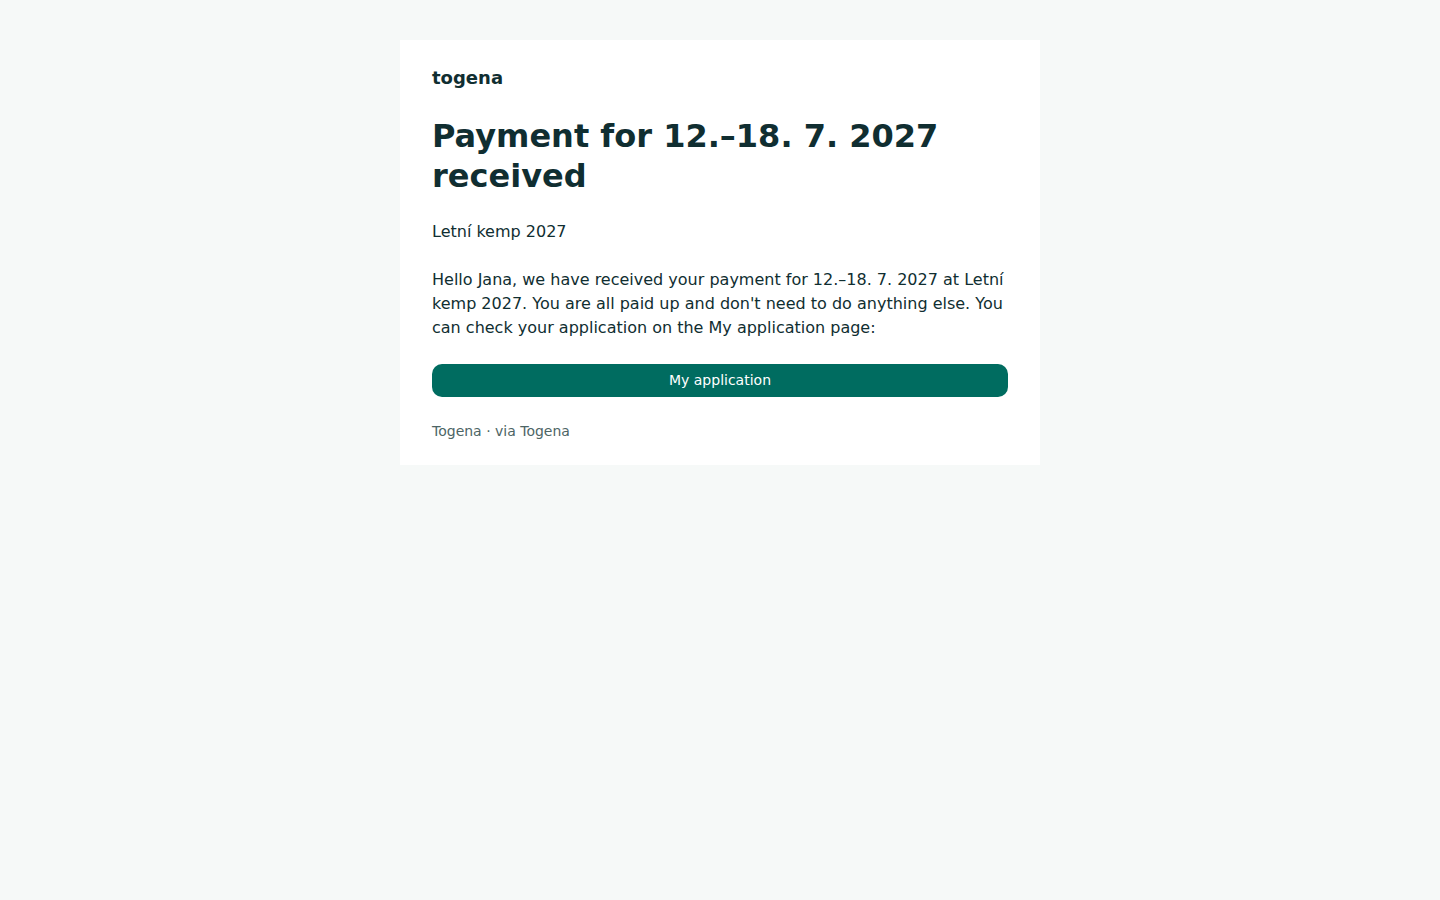 togena
Payment for 12.–18. 7. 2027
received
Letní kemp 2027
Hello Jana, we have received your payment for 12.–18. 7. 2027 at Letní
kemp 2027. You are all paid up and don't need to do anything else. You
can check your application on the My application page:
My application
Togena · via Togena